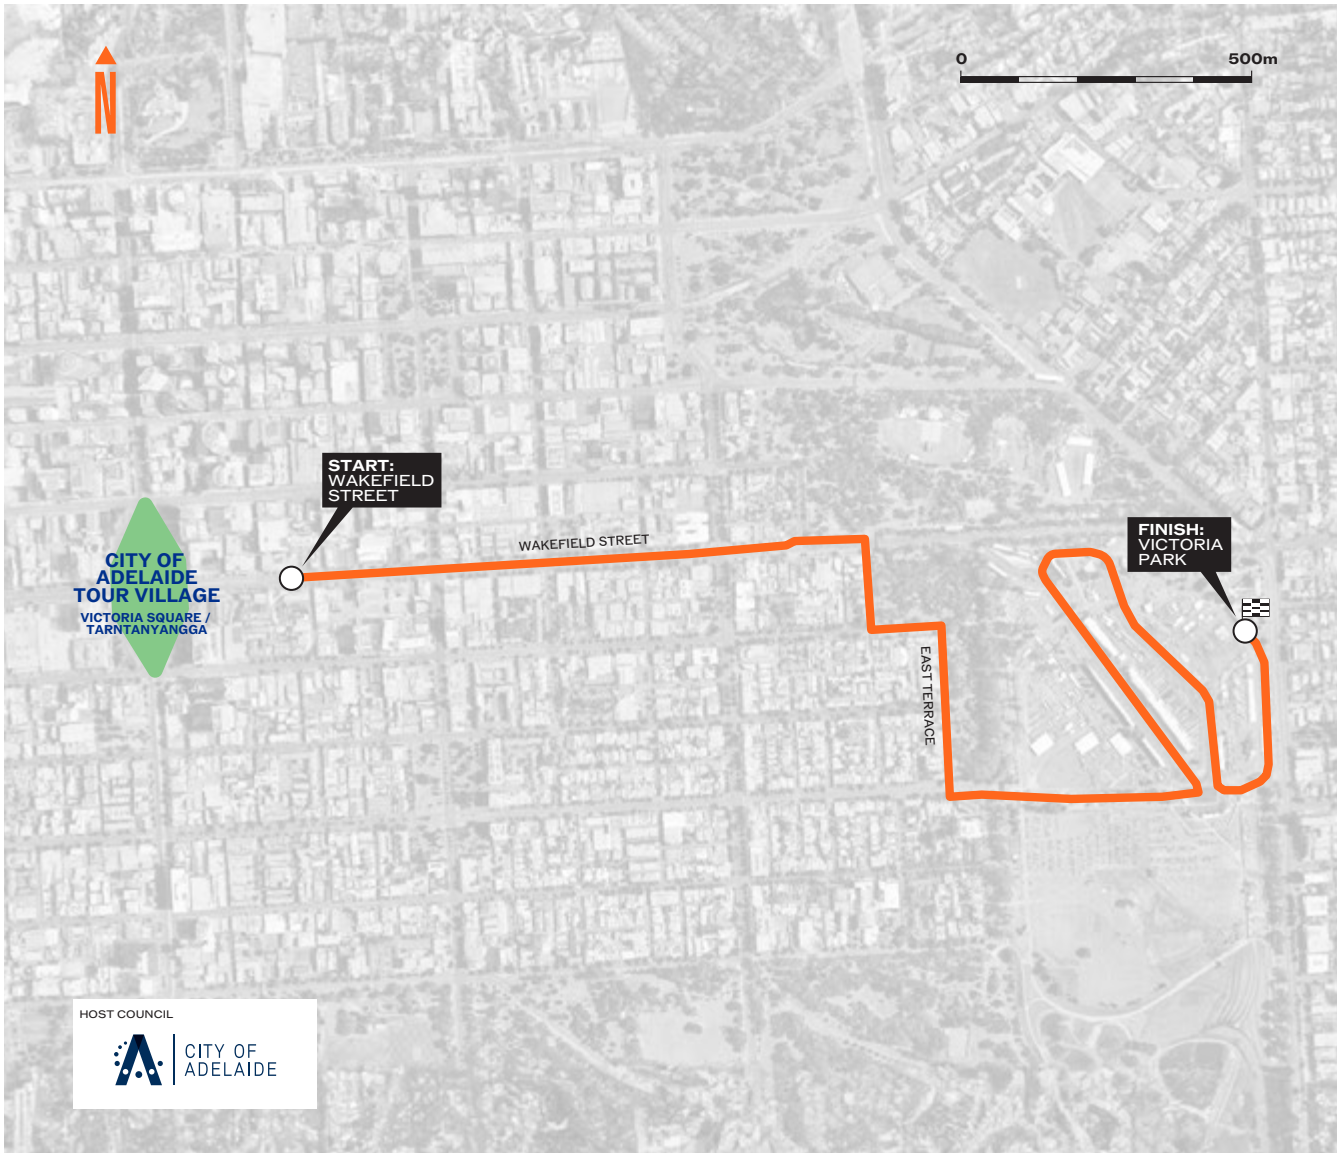 N
0 500m
START:
WAKEFIELD
STREET
WAKEFIELD STREET
FINISH:
VICTORIA
PARK
CITY OF
ADELAIDE
TOUR VILLAGE
VICTORIA SQUARE /
TARNTANYANGGA
EAST TERRACE
HOST COUNCIL
CITY OF
ADELAIDE